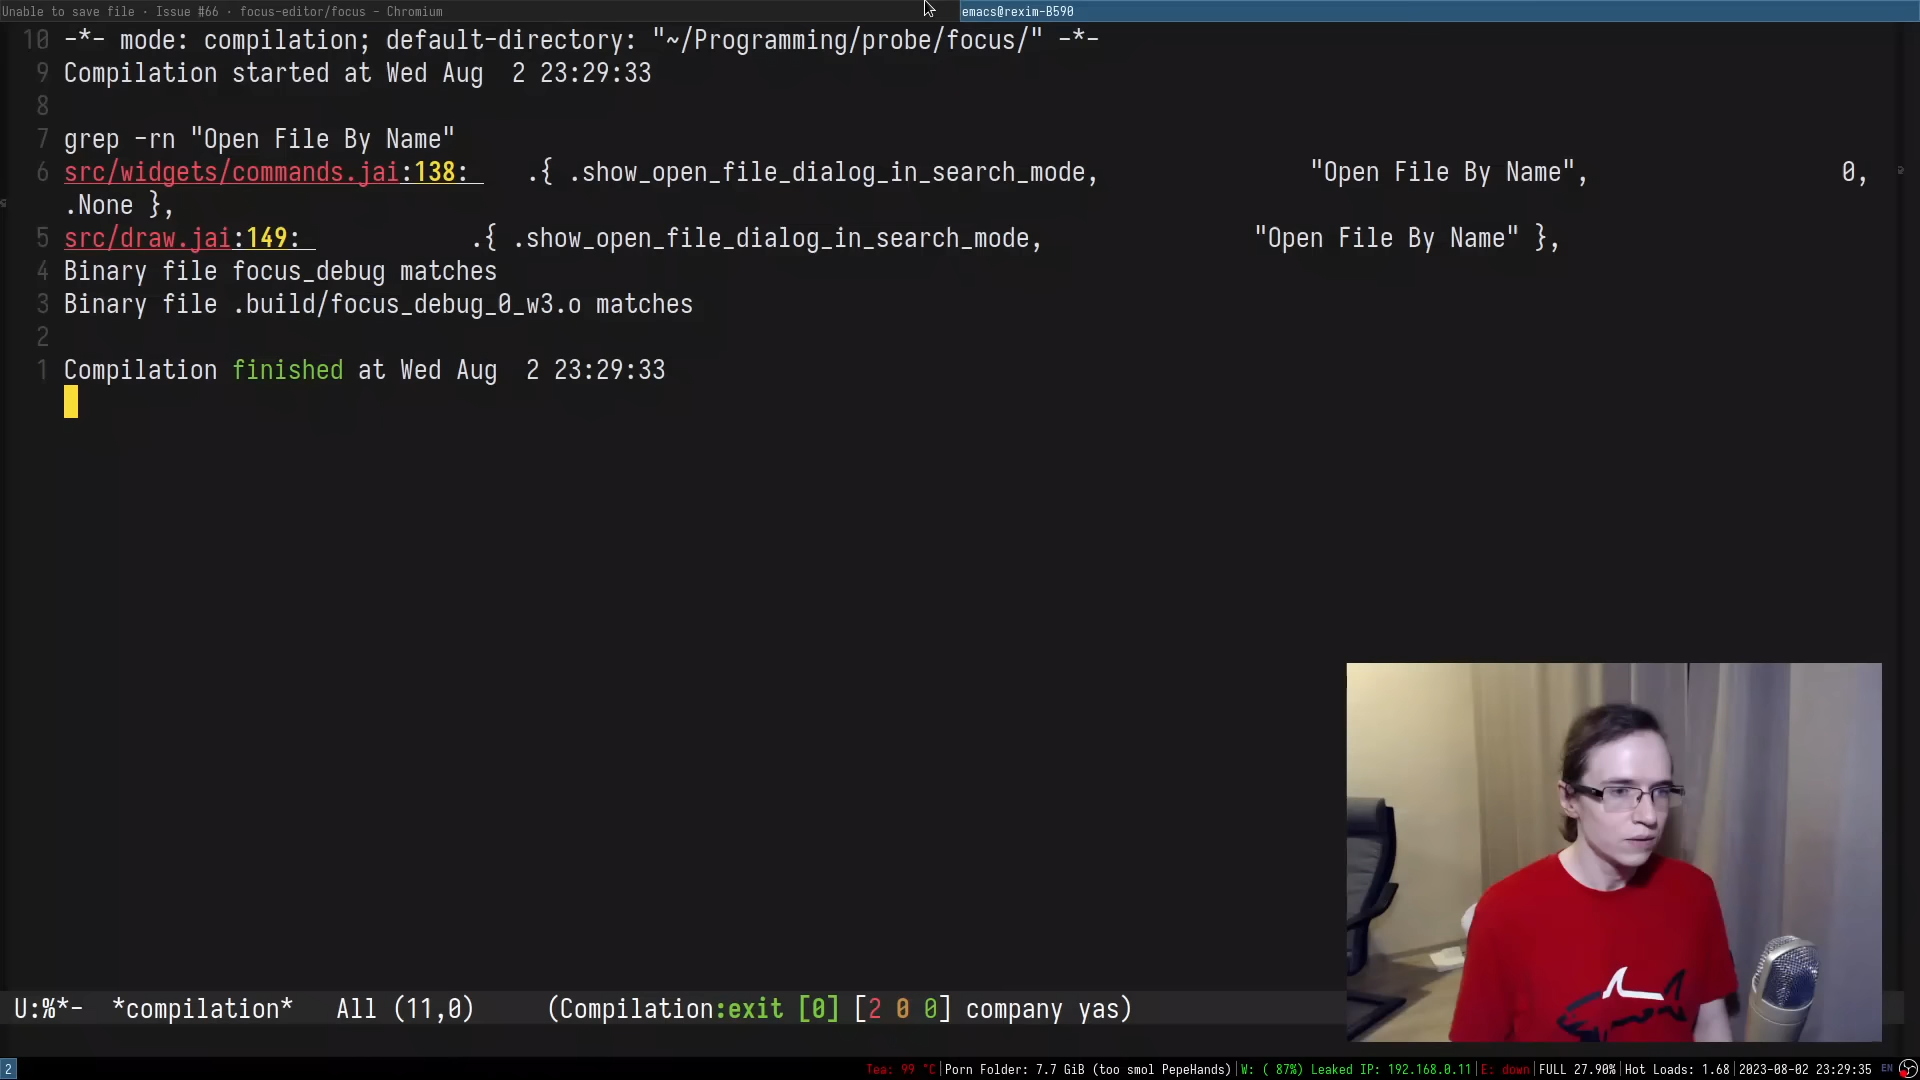 Unable to save file · Issue #66 · focus-editor/focus - Chromium emacs@rexim-B590
10 -*- mode: compilation; default-directory: "~/Programming/probe/focus/" -*-
9 Compilation started at Wed Aug  2 23:29:33
8
7 grep -rn "Open File By Name"
6 src/widgets/commands.jai:138:    .{ .show_open_file_dialog_in_search_mode,               "Open File By Name",                  0,
.None },
5 src/draw.jai:149:            .{ .show_open_file_dialog_in_search_mode,               "Open File By Name" },
4 Binary file focus_debug matches
3 Binary file .build/focus_debug_0_w3.o matches
2
1 Compilation finished at Wed Aug  2 23:29:33
U:%*-  *compilation*   All (11,0)     (Compilation:exit [0] [2 0 0] company yas)
2 Tea: 99 °C|Porn Folder: 7.7 GiB (too smol PepeHands)|W: ( 87%) Leaked IP: 192.168.0.11|E: down|FULL 27.90%|Hot Loads: 1.68|2023-08-02 23:29:35 EN